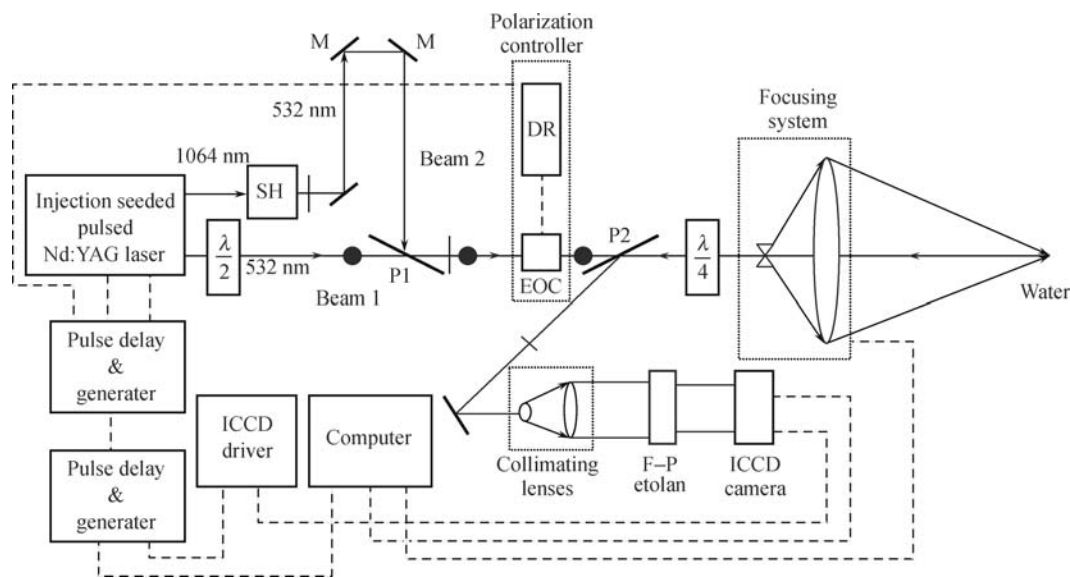 Polarization
controller
M
M
532 nm
DR
Focusing
system
1064 nm
Beam 2
SH
Injection seeded
pulsed
Nd:YAG laser
λ
2
532 nm
P1
Beam 1
EOC
P2
λ
4
Water
Pulse delay
&
generater
ICCD
driver
Computer
Collimating
lenses
F–P
etolan
ICCD
camera
Pulse delay
&
generater